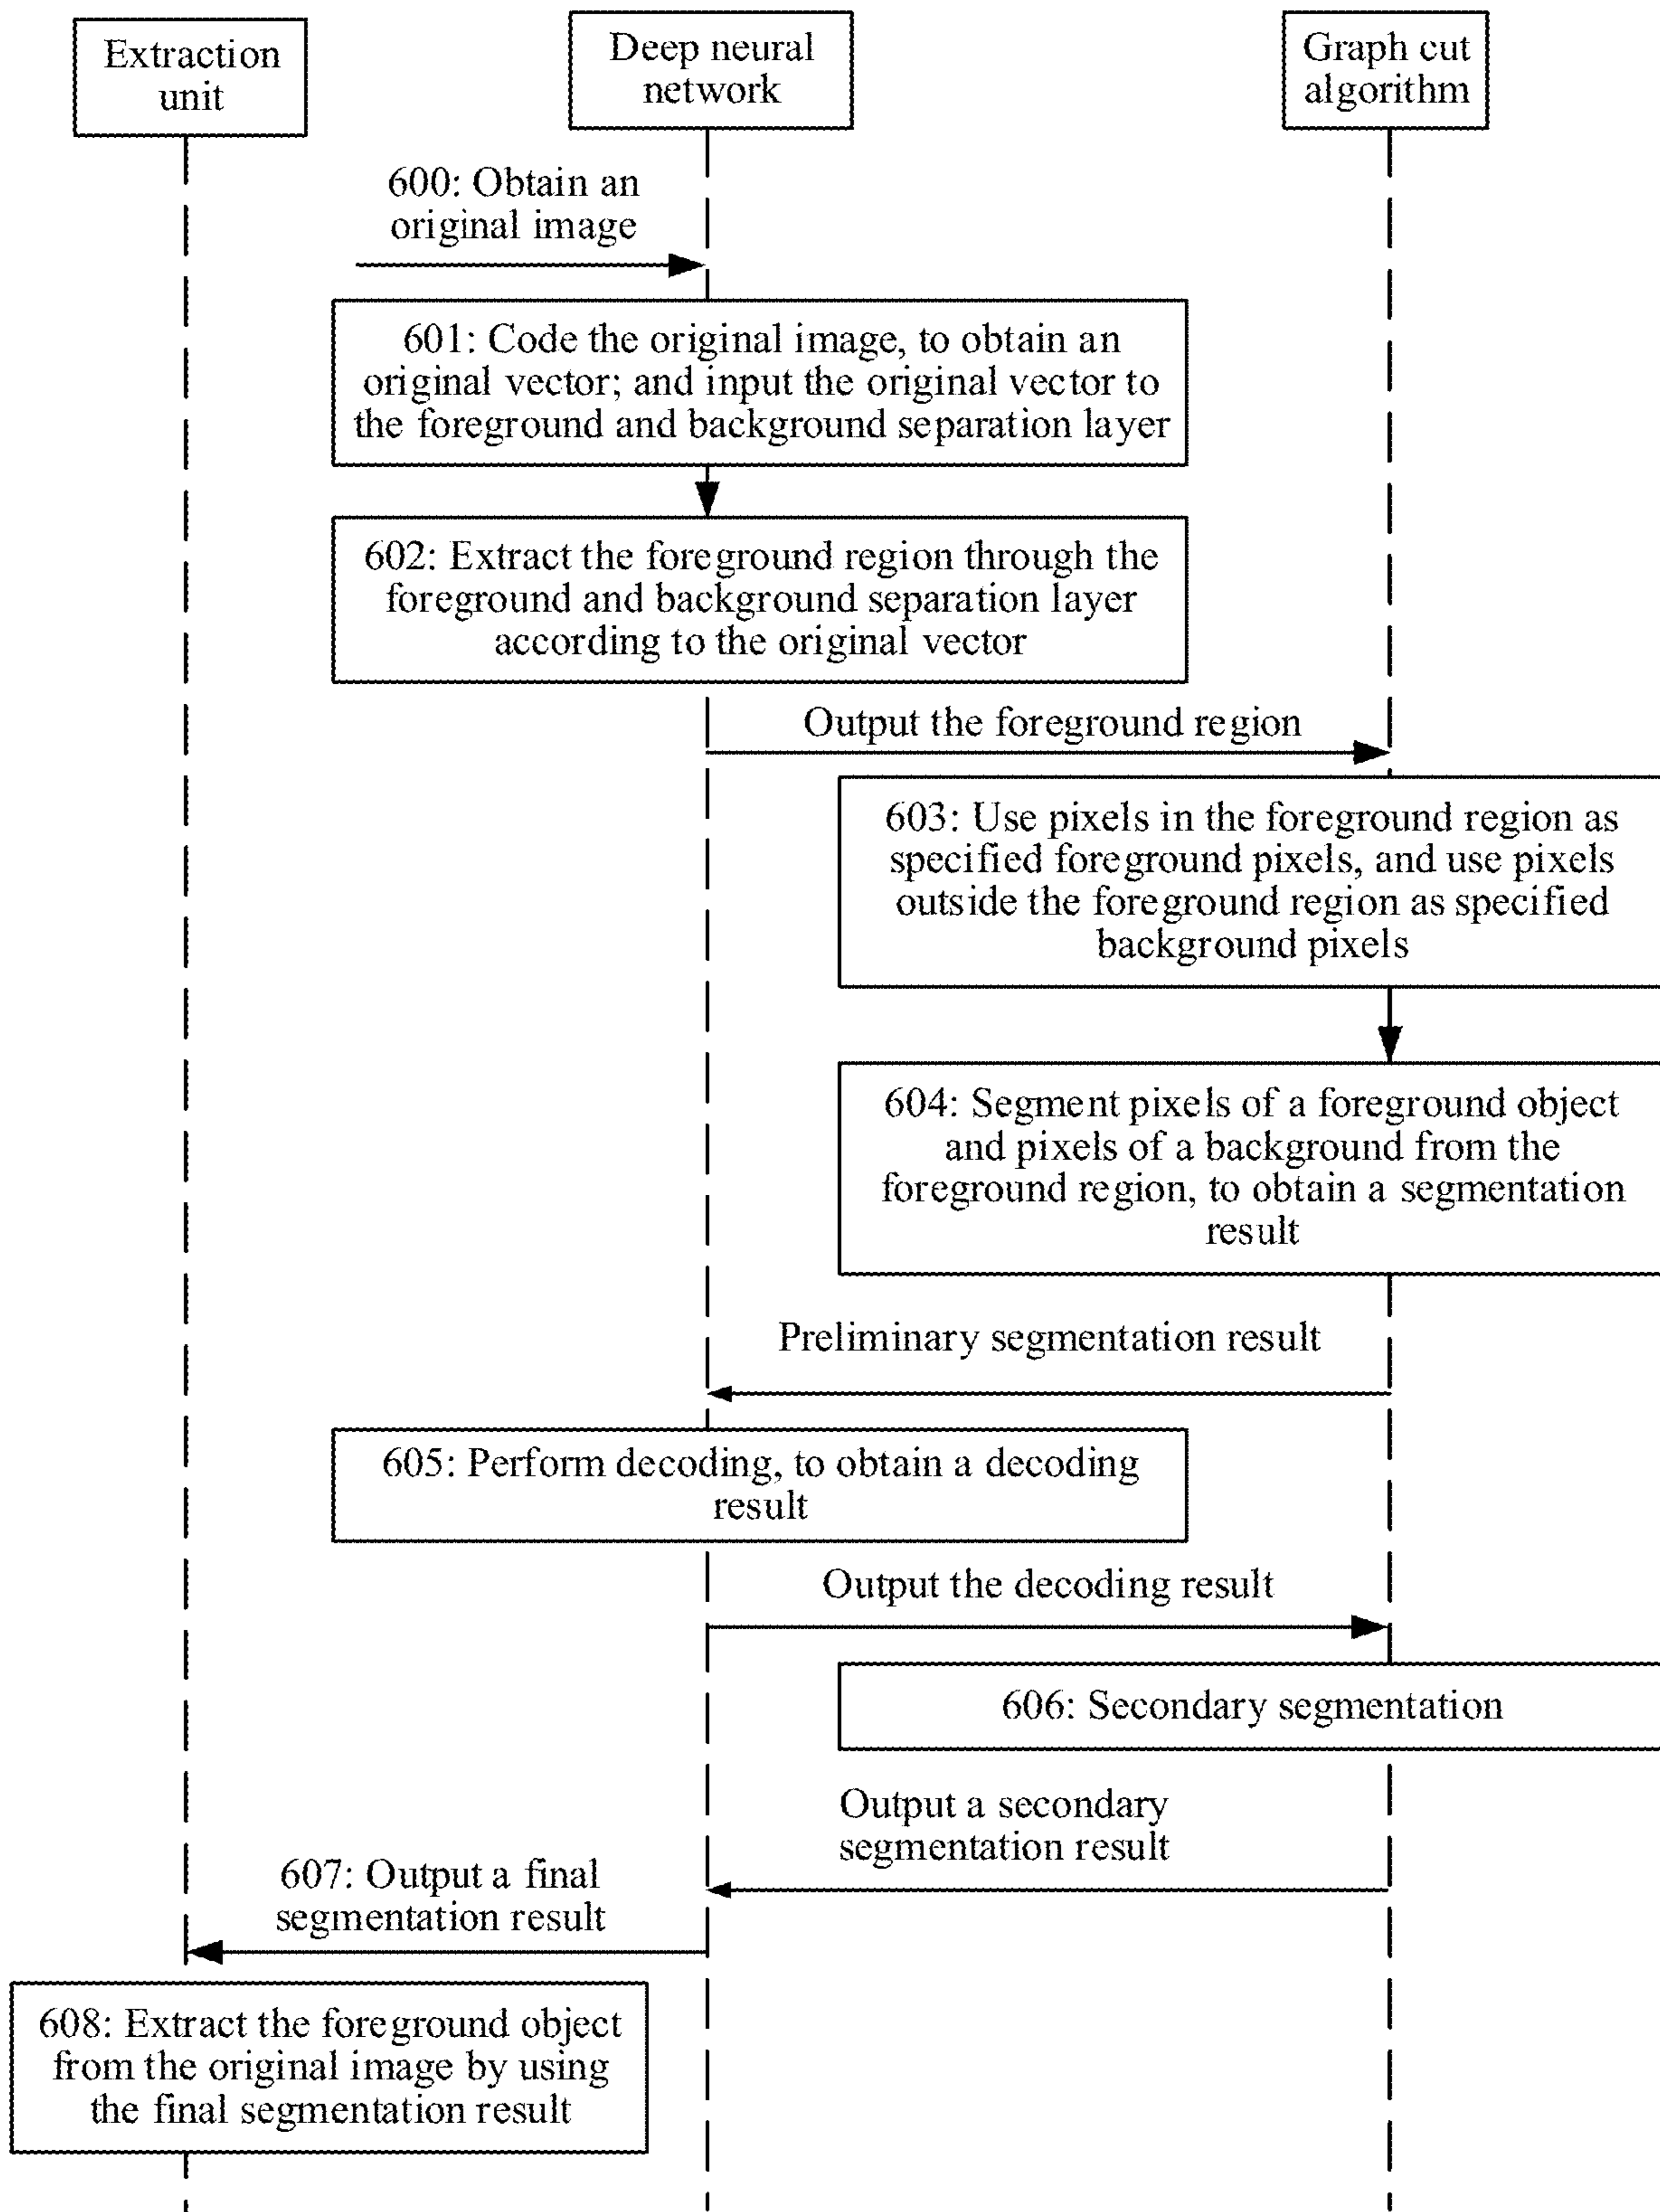 Extraction
unit
Deep neural
network
Graph cut
algorithm
600: Obtain an
original image
601: Code the original image, to obtain an
original vector; and input the original vector to
the foreground and background separation layer
602: Extract the foreground region through the
foreground and background separation layer
according to the original vector
Output the foreground region
603: Use pixels in the foreground region as
specified foreground pixels, and use pixels
outside the foreground region as specified
background pixels
604: Segment pixels of a foreground object
and pixels of a background from the
foreground region, to obtain a segmentation
result
Preliminary segmentation result
605: Perform decoding, to obtain a decoding
result
Output the decoding result
606: Secondary segmentation
Output a secondary
segmentation result
607: Output a final
segmentation result
608: Extract the foreground object
from the original image by using
the final segmentation result